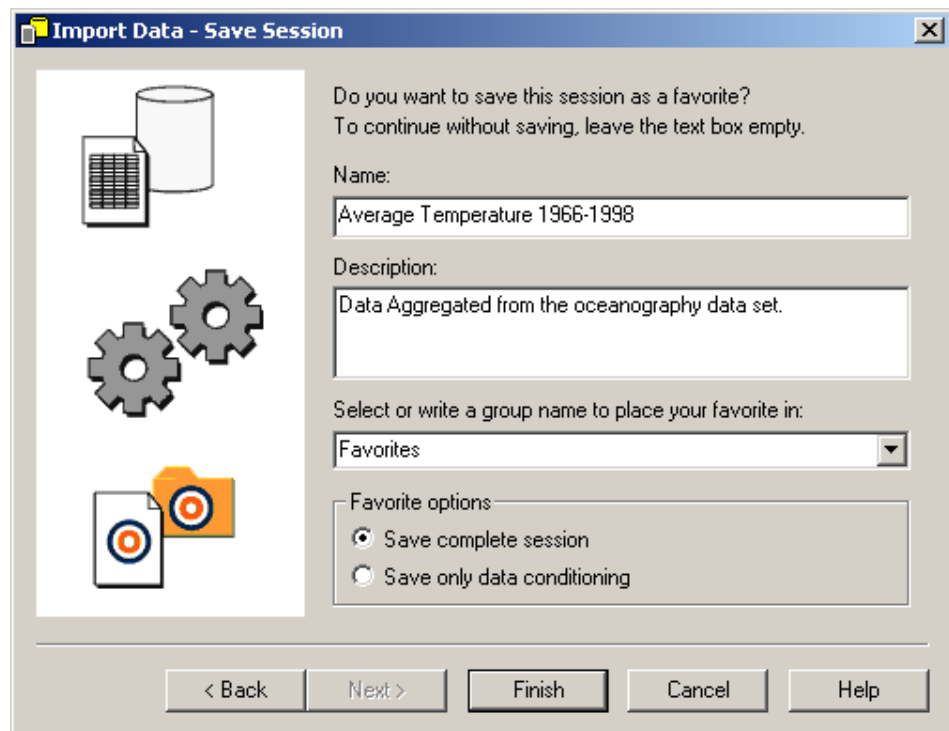 Import Data - Save Session
Do you want to save this session as a favorite?
To continue without saving, leave the text box empty.
Name:
Average Temperature 1966-1998
Description:
Data Aggregated from the oceanography data set.
Select or write a group name to place your favorite in:
Favorites
Favorite options
Save complete session
Save only data conditioning
< Back
Next >
Finish
Cancel
Help